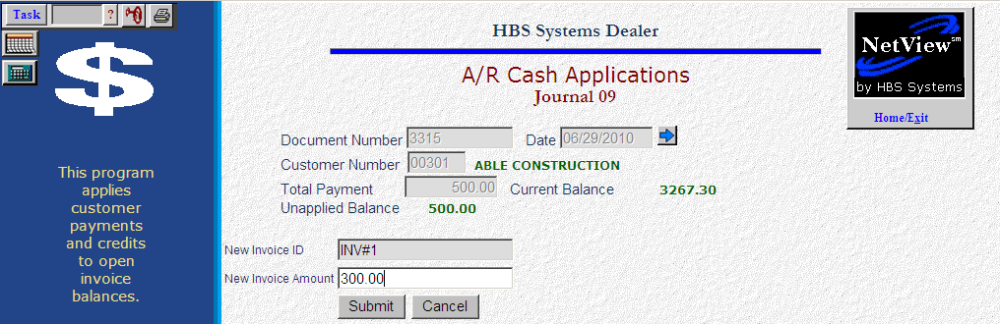 Task ?
HBS Systems Dealer
A/R Cash Applications
Journal 09
NetView SM
by HBS Systems
Home/Exit
Document Number 3315 Date 06/29/2010
Customer Number 00301 ABLE CONSTRUCTION
Total Payment 500.00 Current Balance 3267.30
Unapplied Balance 500.00
New Invoice ID INV#1
New Invoice Amount 300.00
Submit Cancel
$
This program
applies
customer
payments
and credits
to open
invoice
balances.